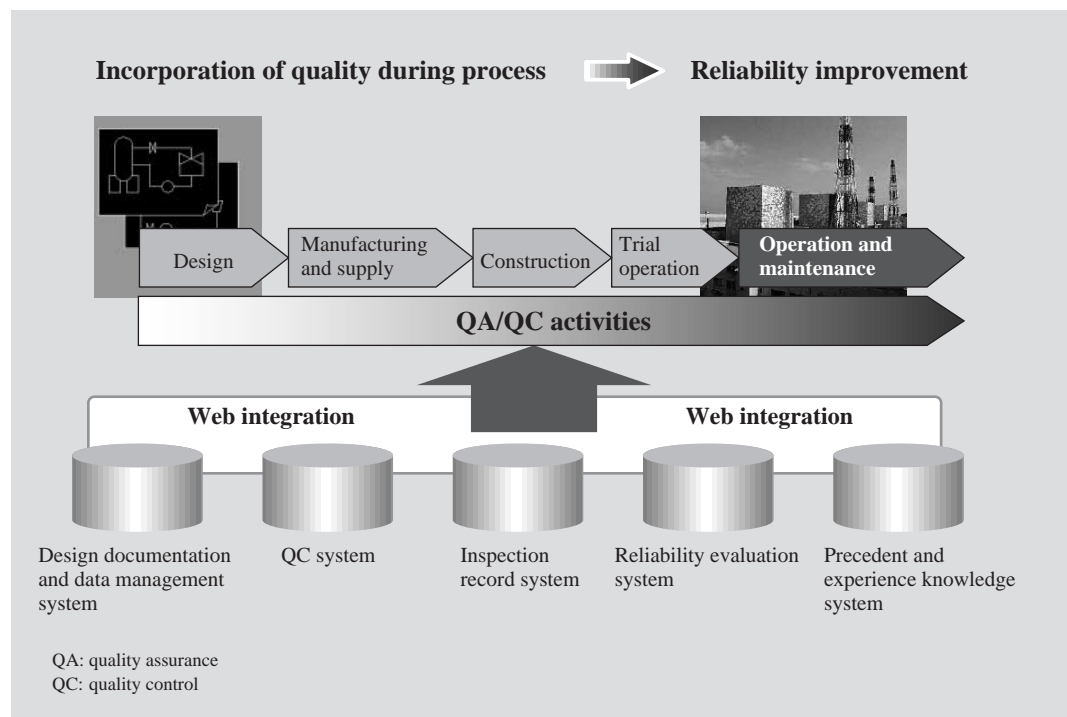 Incorporation of quality during process
Reliability improvement
Design
Manufacturing
and supply
Construction
Trial
operation
Operation and
maintenance
QA/QC activities
Web integration
Web integration
Design documentation
and data management
system
QC system
Inspection
record system
Reliability evaluation
system
Precedent and
experience knowledge
system
QA: quality assurance
QC: quality control